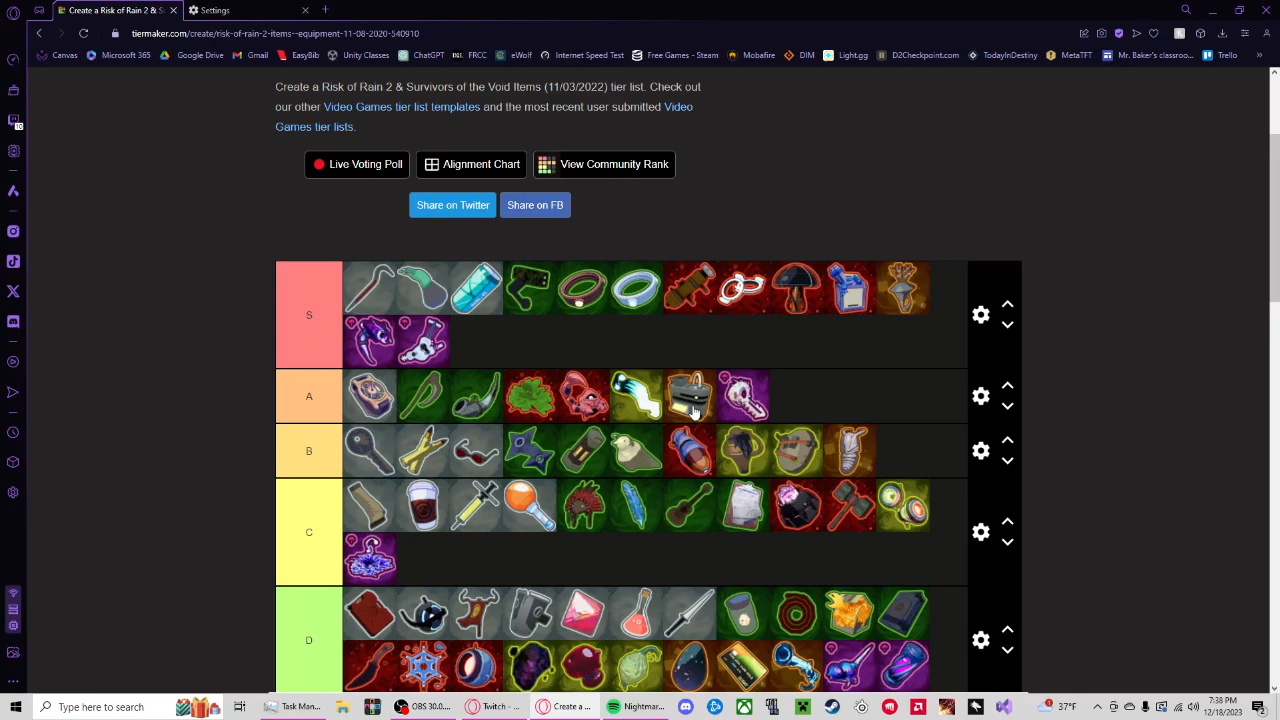 Create a Risk of Rain 2 & S
Settings
tiermaker.com/create/risk-of-rain-2-items--equipment-11-08-2020-540910
Canvas
Microsoft 365
Google Drive
Gmail
EasyBib
Unity Classes
ChatGPT
FRCC
eWolf
Internet Speed Test
Free Games - Steam
Mobafire
DIM
Light.gg
D2Checkpoint.com
TodayInDestiny
MetaTFT
Mr. Baker's classroo...
Trello
Create a Risk of Rain 2 & Survivors of the Void Items (11/03/2022) tier list. Check out
our other Video Games tier list templates and the most recent user submitted Video
Games tier lists.
Live Voting Poll
Alignment Chart
View Community Rank
Share on Twitter
Share on FB
S
A
B
C
D
Type here to search
Task Man...
OBS 30.0...
Twitch - ...
Create a ...
Nightmar...
37°F
7:38 PM
12/18/2023